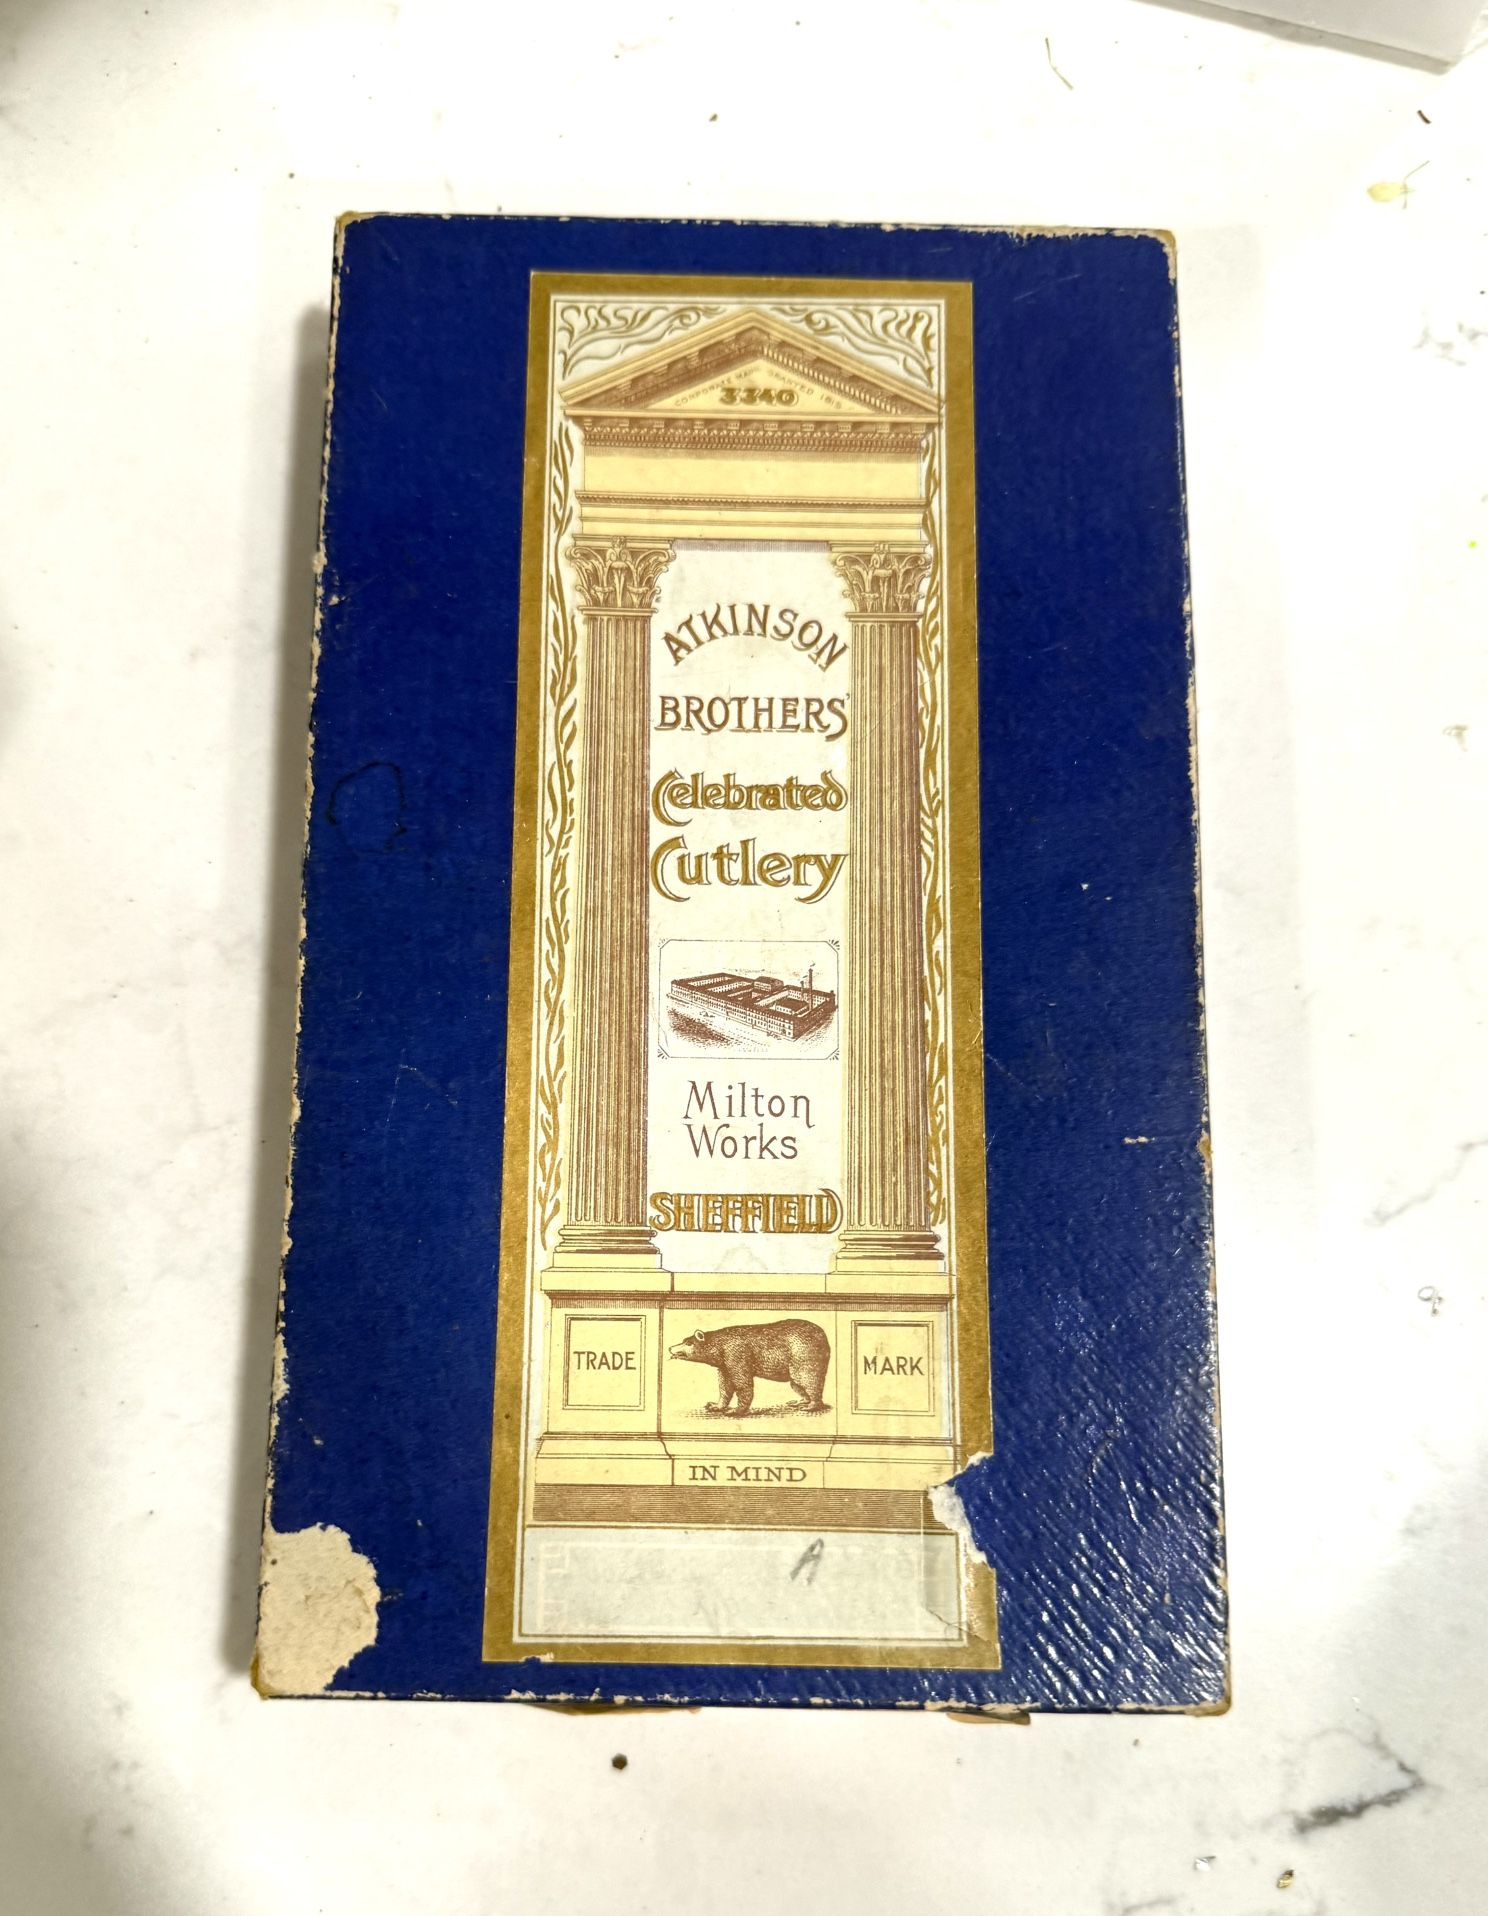 CORPORATE MARK GRANTED 1815
3340
ATKINSON
BROTHERS'
Celebrated
Cutlery
Milton
Works
SHEFFIELD
TRADE MARK
IN MIND
A